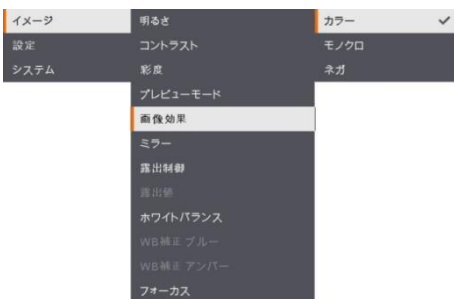 イメージ
設定
システム
明るさ
コントラスト
彩度
プレビューモード
画像効果
ミラー
露出制御
露出値
ホワイトバランス
WB補正 ブルー
WB補正 アンバー
フォーカス
カラー
モノクロ
ネガ